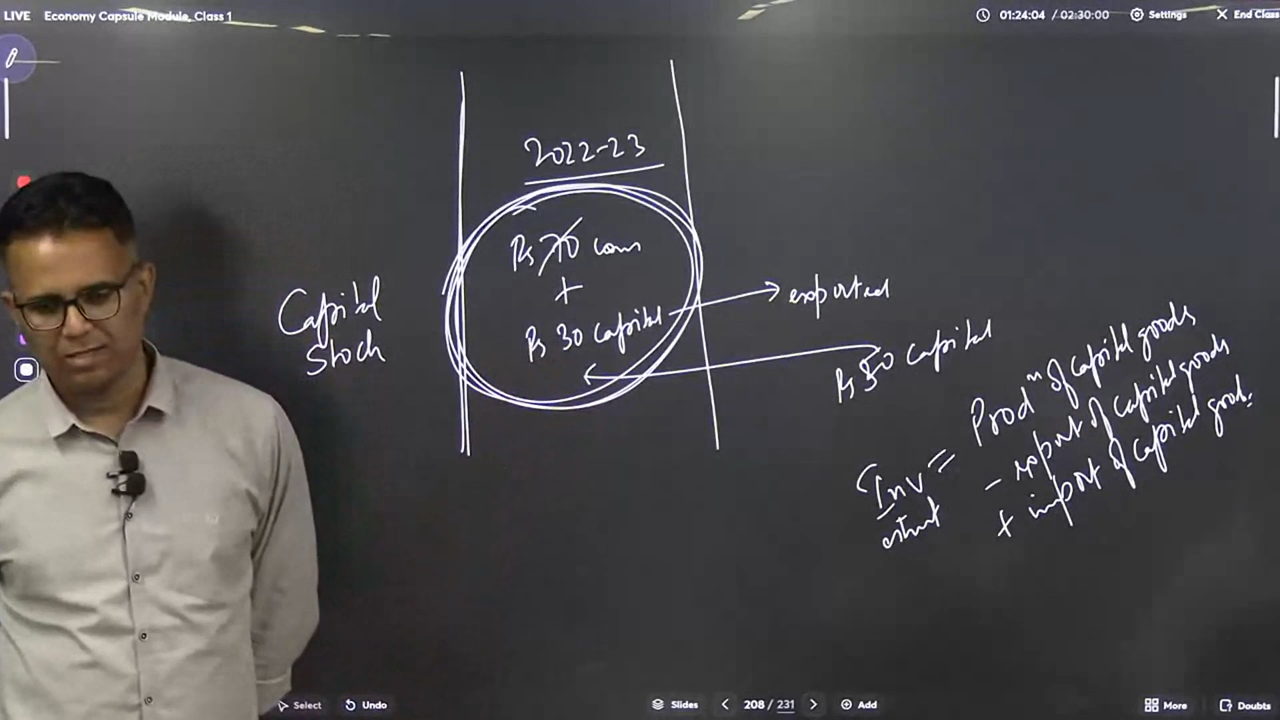 LIVE Economy Capsule Module, Class 1
01:24:04 / 02:30:00 Settings End Class
2022-23
Rs 70 cons
+
Rs 30 Capital
exported
Capital
Stock
Rs 50 Capital
Inv = Prodⁿ of capital goods
estmt - export of capital goods
+ import of Capital goods.
Select Undo
Slides 208 / 231 Add
More Doubts